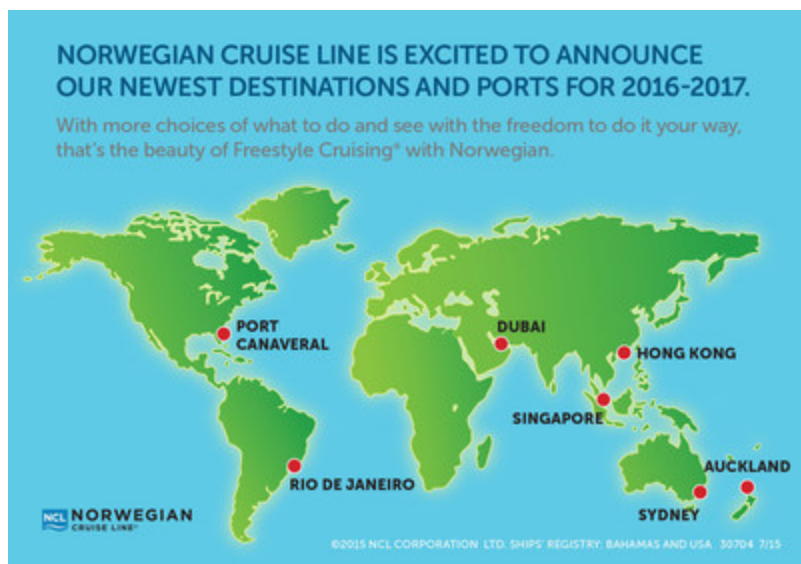 NORWEGIAN CRUISE LINE IS EXCITED TO ANNOUNCE
OUR NEWEST DESTINATIONS AND PORTS FOR 2016-2017.
With more choices of what to do and see with the freedom to do it your way,
that's the beauty of Freestyle Cruising® with Norwegian.
PORT
CANAVERAL
DUBAI
HONG KONG
SINGAPORE
AUCKLAND
RIO DE JANEIRO
SYDNEY
NCL NORWEGIAN
CRUISE LINE®
©2015 NCL CORPORATION LTD. SHIPS' REGISTRY: BAHAMAS AND USA 30704 7/15